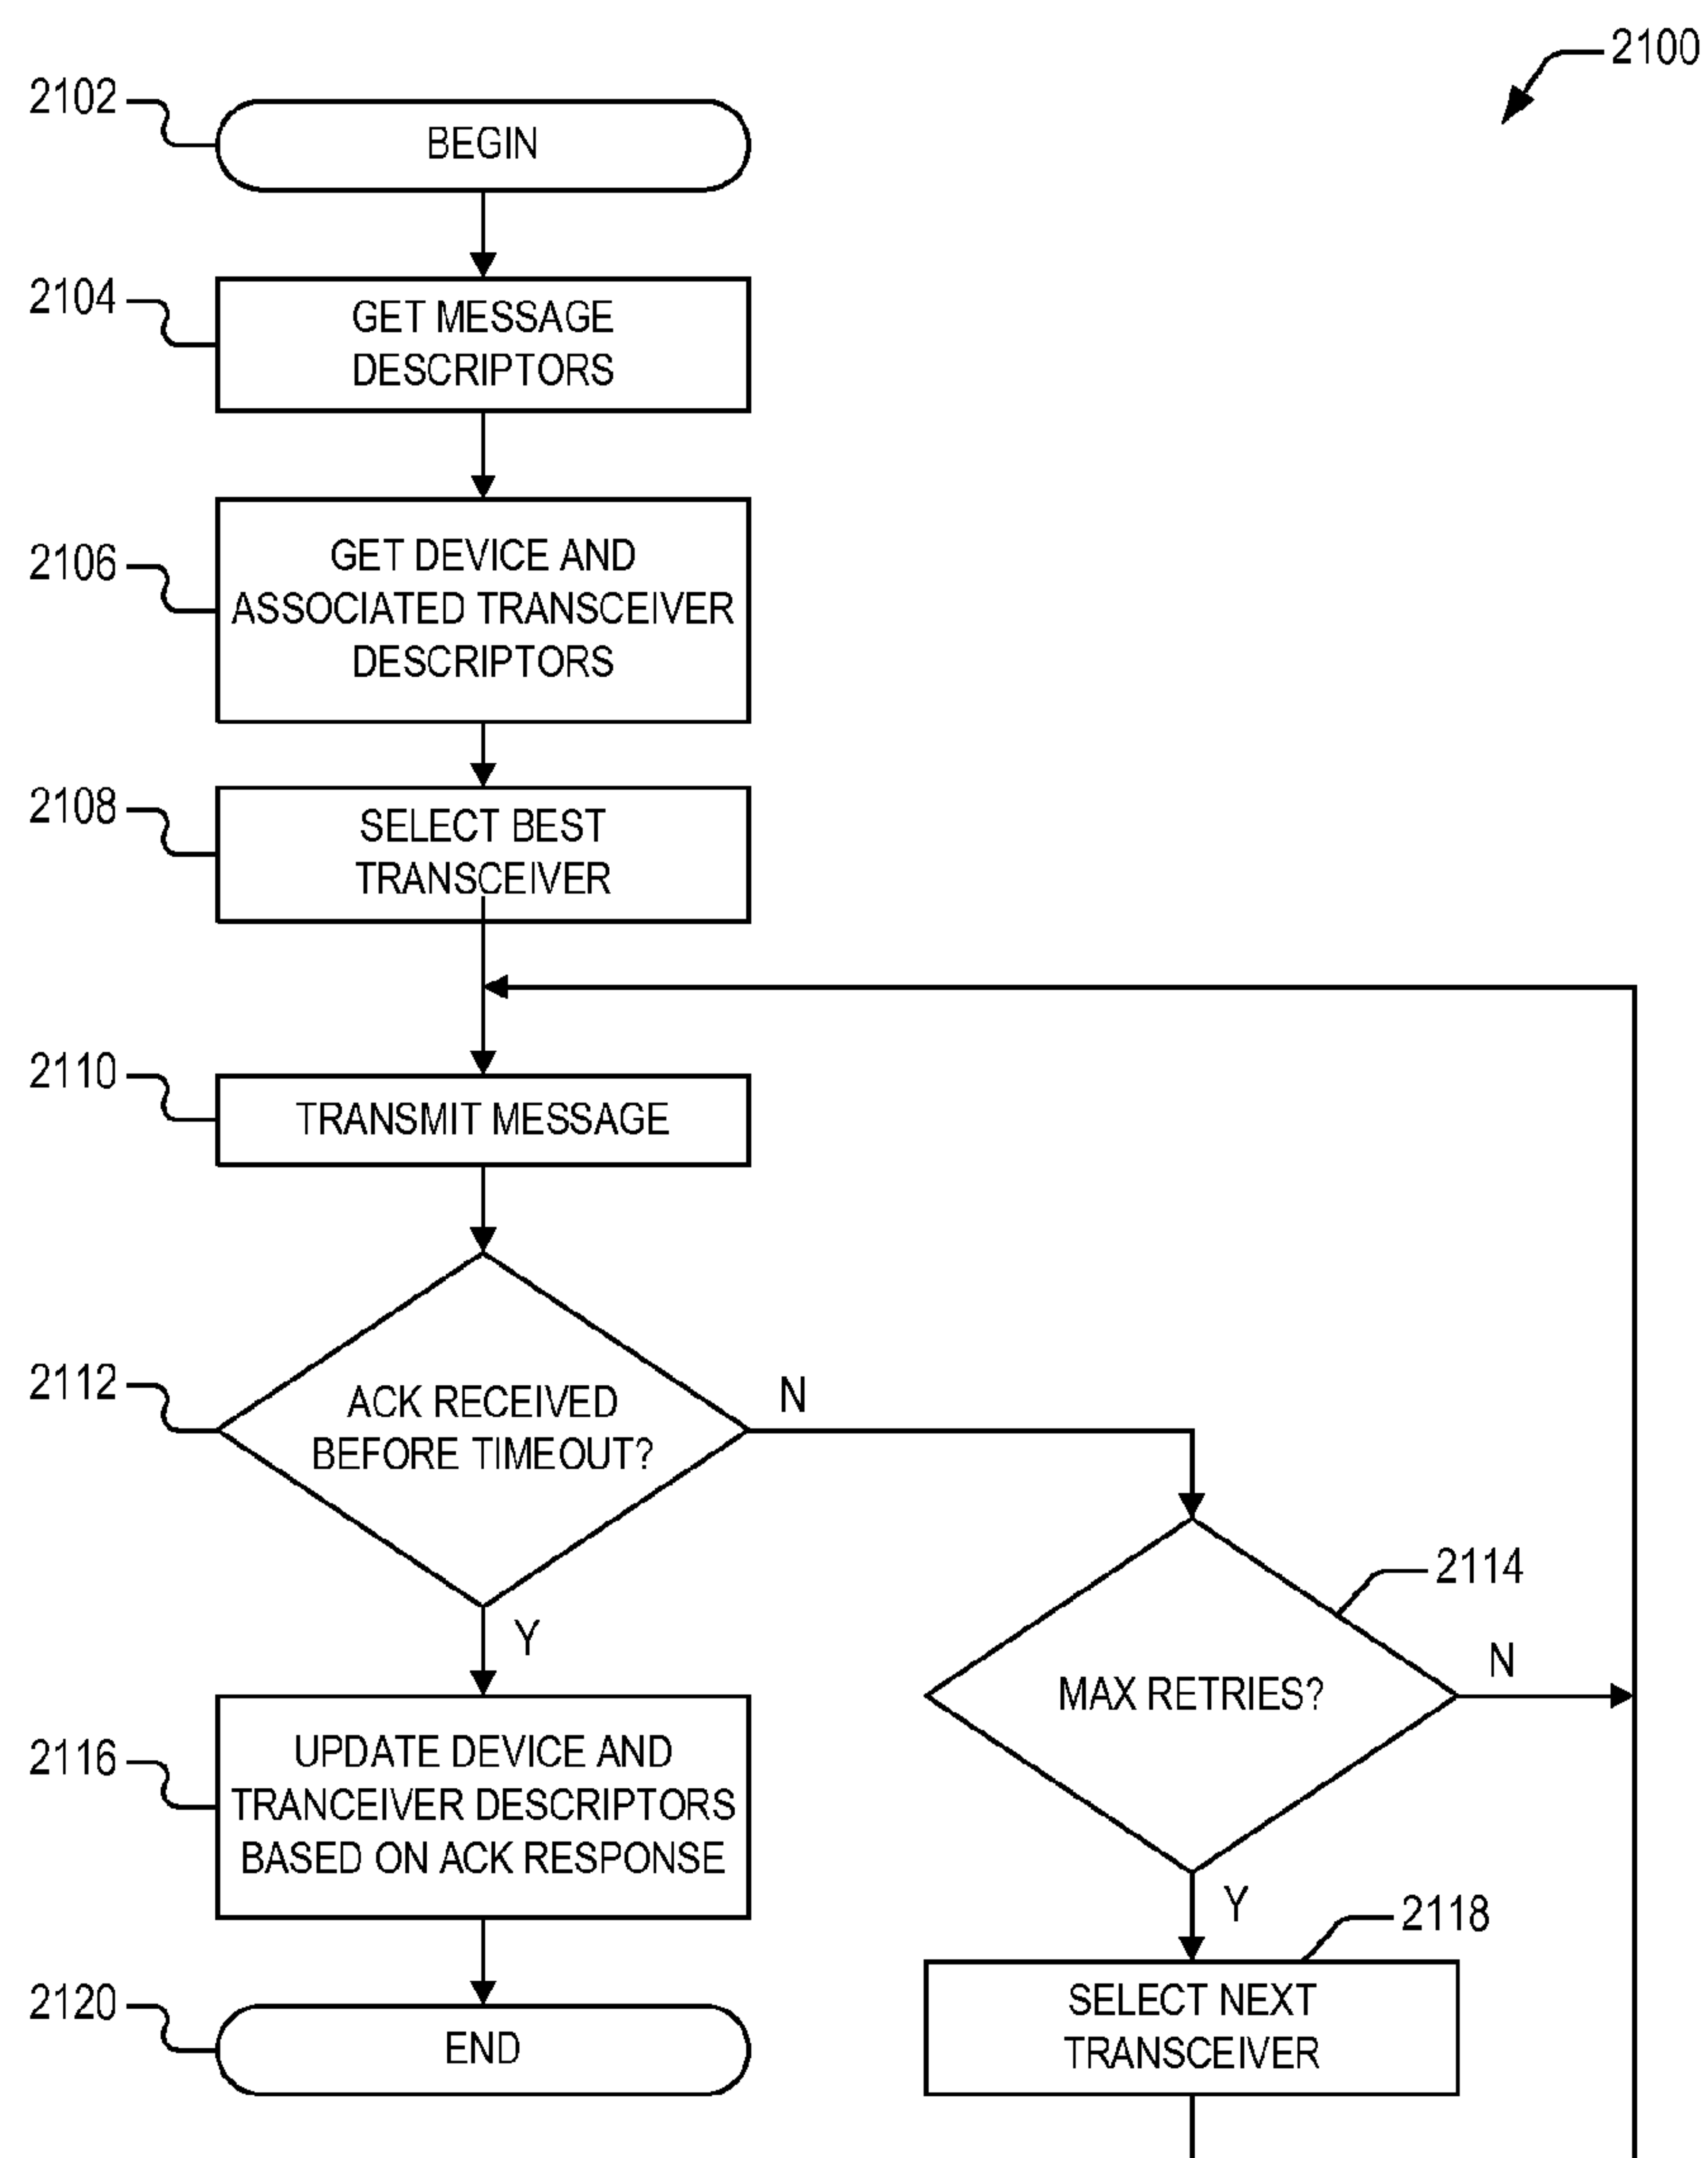 2100
2102
BEGIN
2104
GET MESSAGE
DESCRIPTORS
2106
GET DEVICE AND
ASSOCIATED TRANSCEIVER
DESCRIPTORS
2108
SELECT BEST
TRANSCEIVER
2110
TRANSMIT MESSAGE
2112
ACK RECEIVED
BEFORE TIMEOUT?
N
Y
2114
MAX RETRIES?
N
Y
2116
UPDATE DEVICE AND
TRANCEIVER DESCRIPTORS
BASED ON ACK RESPONSE
2118
SELECT NEXT
TRANSCEIVER
2120
END